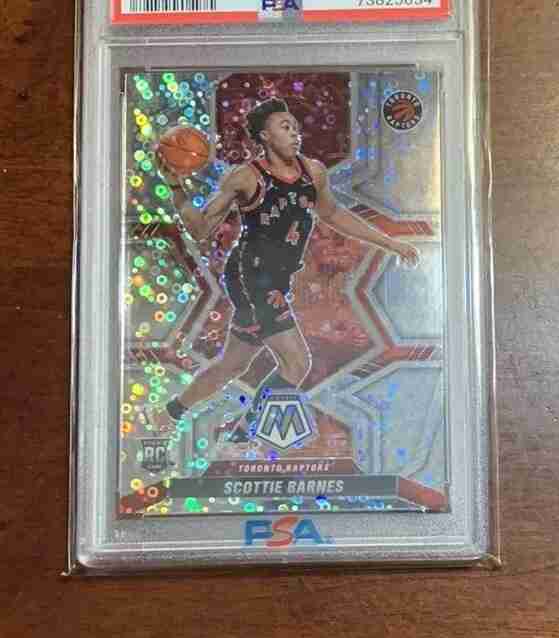 PSA
TORONTO
RAPTORS
RAPTORS
4
RC
M
TORONTO RAPTORS
SCOTTIE BARNES
PSA